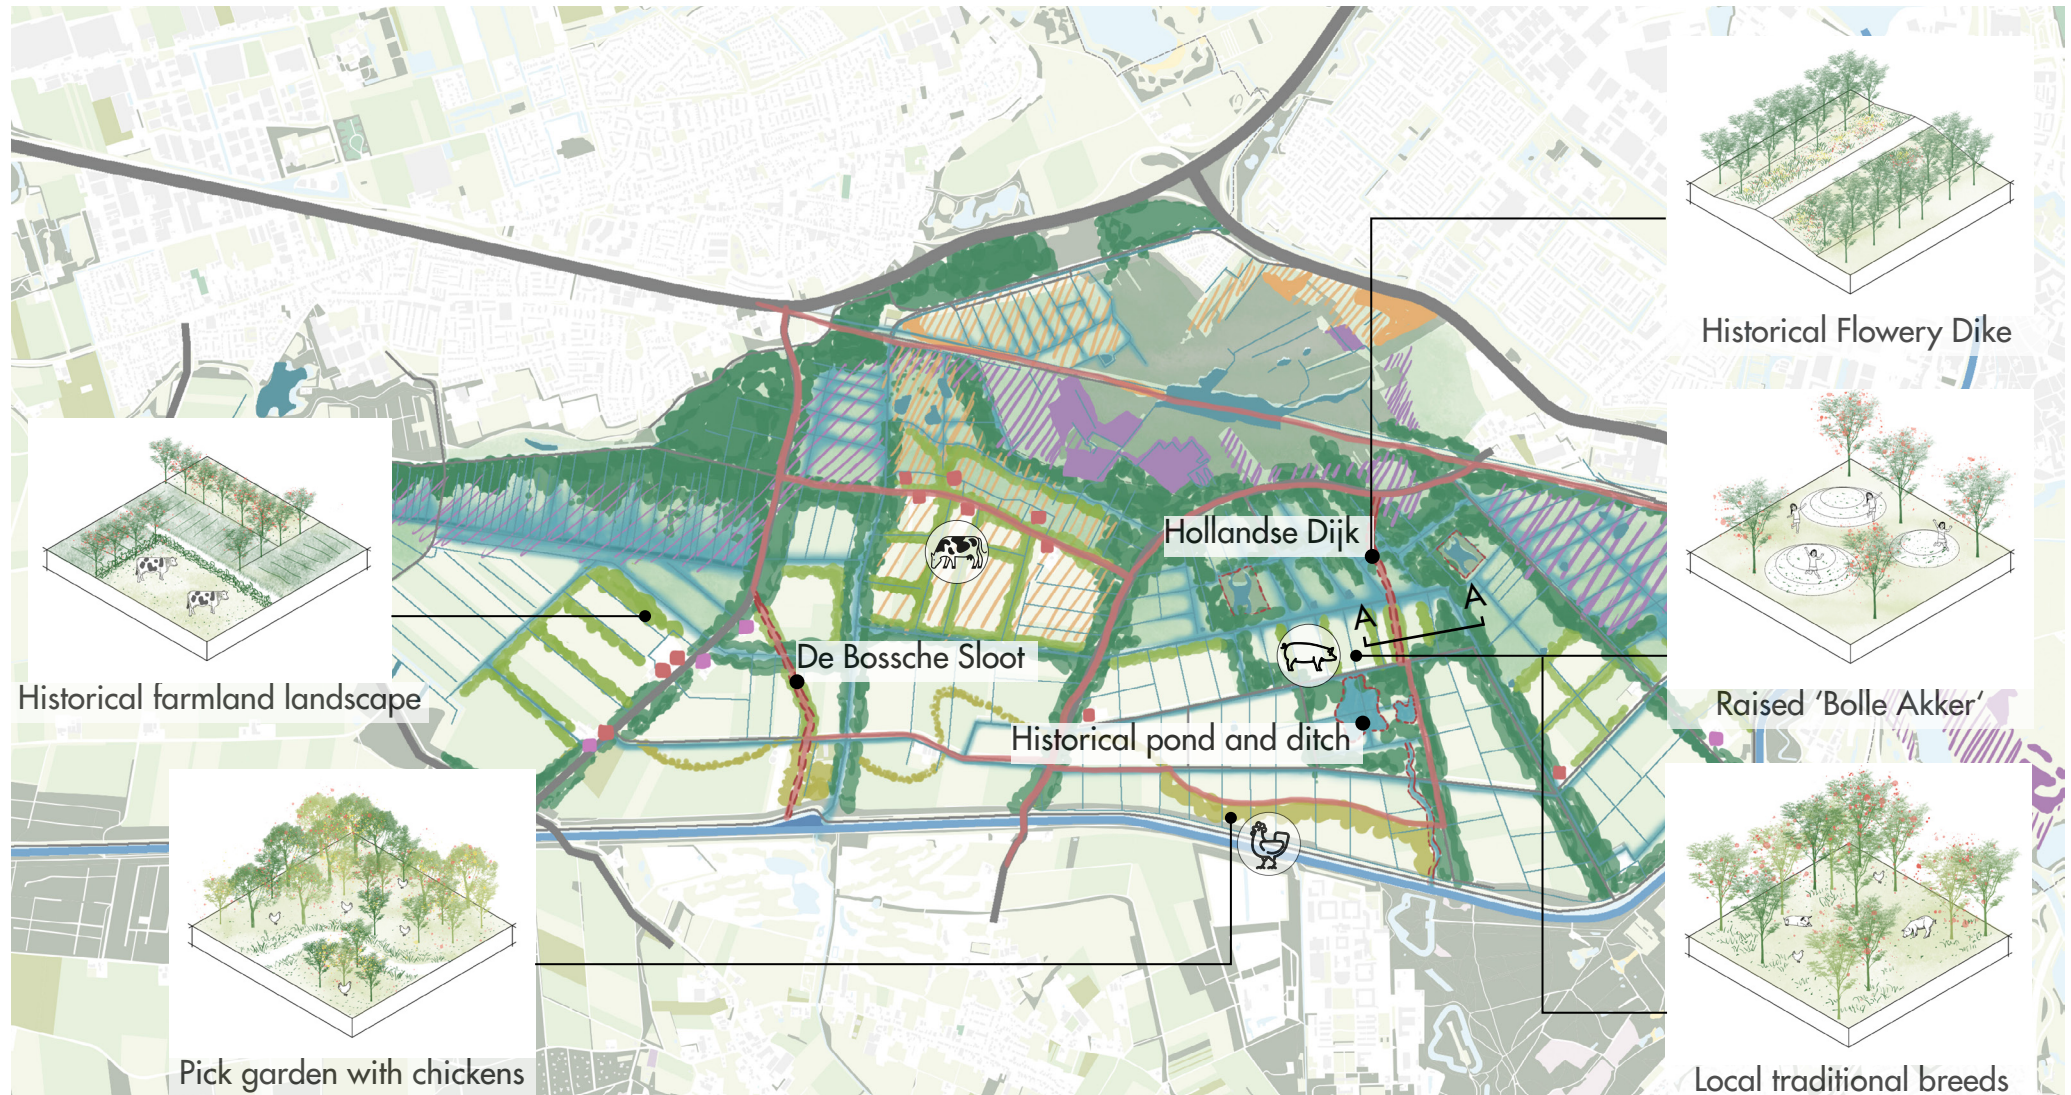 Historical Flowery Dike
Hollandse Dijk
A
A
De Bossche Sloot
Historical farmland landscape
Raised ‘Bolle Akker‘
Historical pond and ditch
Pick garden with chickens
Local traditional breeds